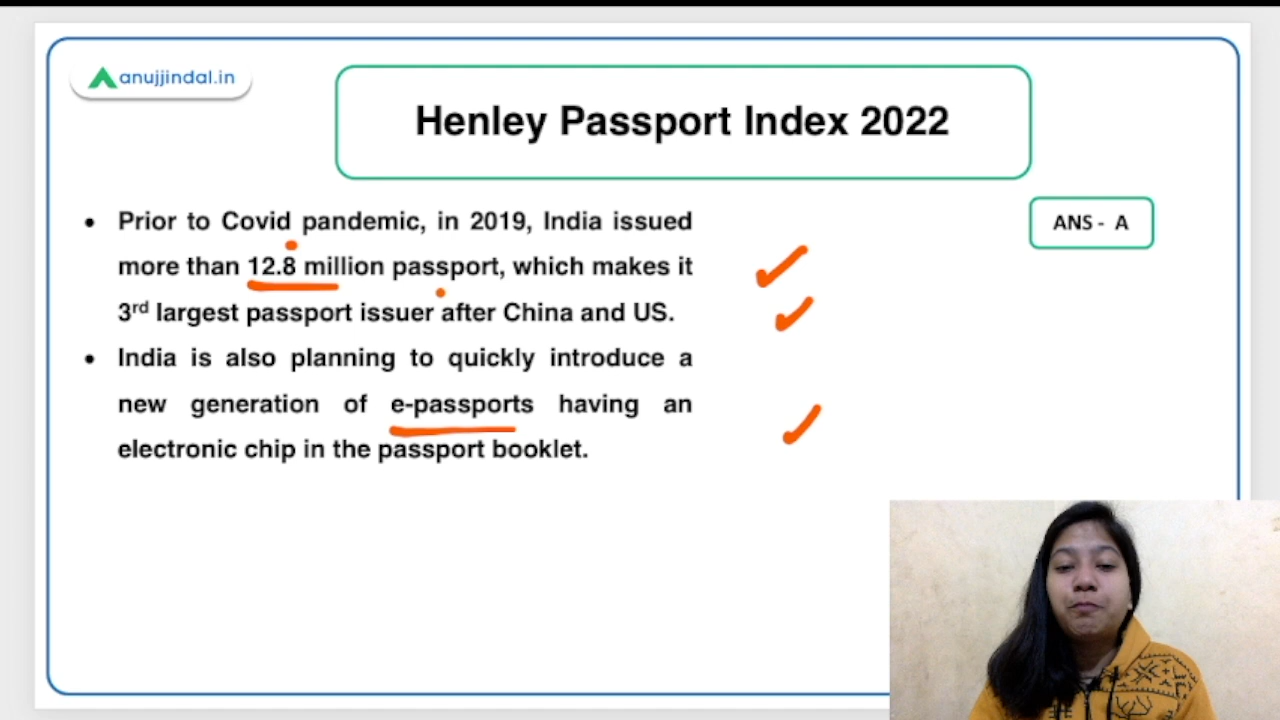 anujjindal.in
Henley Passport Index 2022
• Prior to Covid pandemic, in 2019, India issued
more than 12.8 million passport, which makes it
3rd largest passport issuer after China and US.
• India is also planning to quickly introduce a
new generation of e-passports having an
electronic chip in the passport booklet.
ANS - A